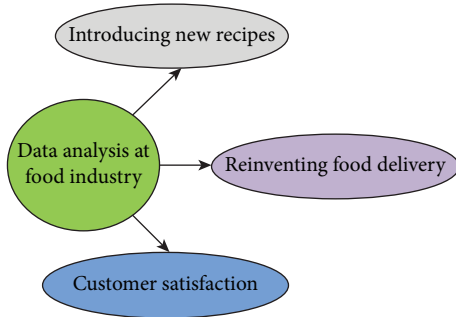 Introducing new recipes
Data analysis at
food industry
Reinventing food delivery
Customer satisfaction